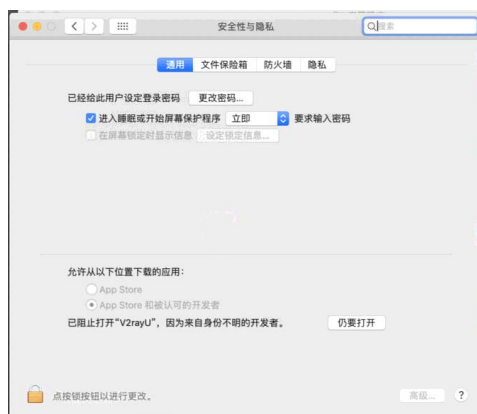 安全性与隐私
搜索
通用 文件保险箱 防火墙 隐私
已经给此用户设定登录密码 更改密码...
进入睡眠或开始屏幕保护程序 立即 要求输入密码
在屏幕锁定时显示信息 设定锁定信息...
允许从以下位置下载的应用：
App Store
App Store 和被认可的开发者
已阻止打开“V2rayU”，因为来自身份不明的开发者。 仍要打开
点按锁按钮以进行更改。 高级... ?